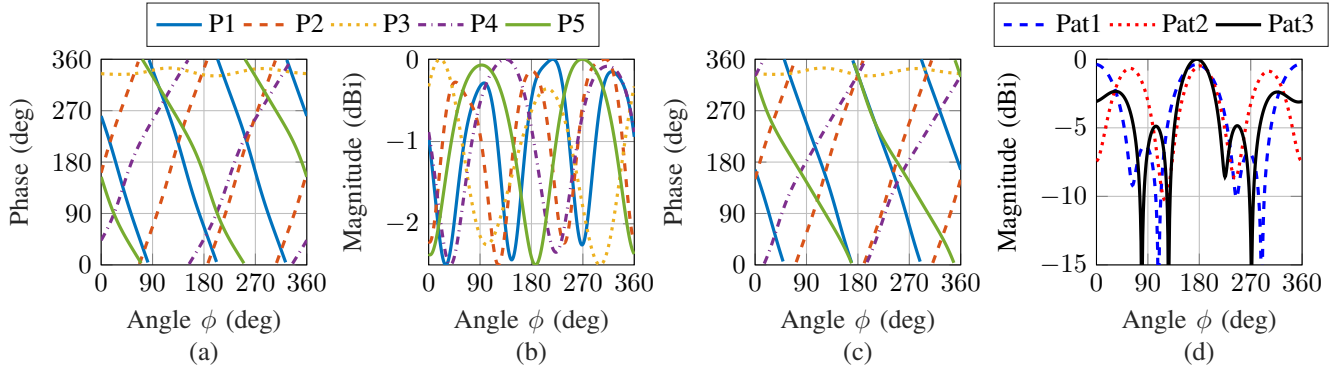 P1 P2 P3 P4 P5
Pat1 Pat2 Pat3
Phase (deg)
360
270
180
90
0
0 90 180 270 360
Angle ϕ (deg)
(a)
Magnitude (dBi)
0
−1
−2
0 90 180 270 360
Angle ϕ (deg)
(b)
Phase (deg)
360
270
180
90
0
0 90 180 270 360
Angle ϕ (deg)
(c)
Magnitude (dBi)
0
−5
−10
−15
0 90 180 270 360
Angle ϕ (deg)
(d)